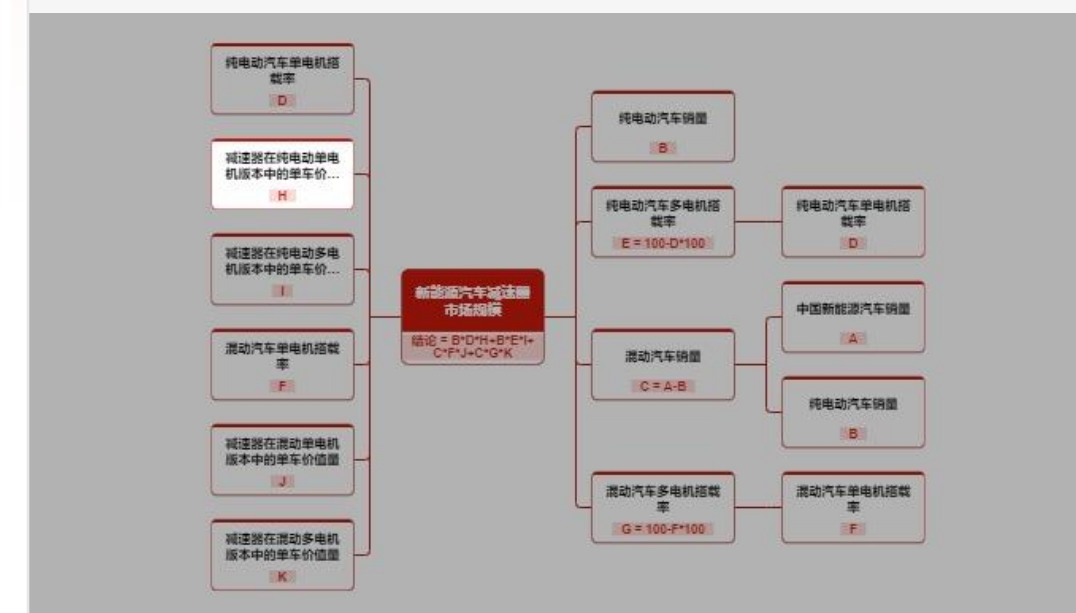 纯电动汽车单电机搭
载率
D
减速器在纯电动单电
机版本中的单车价...
H
减速器在纯电动多电
机版本中的单车价...
I
混动汽车单电机搭载
率
F
减速器在混动单电机
版本中的单车价值量
J
减速器在混动多电机
版本中的单车价值量
K
新能源汽车减速器
市场规模
结论 = B*D*H+B*E*I+
C*F*J+C*G*K
纯电动汽车销量
B
纯电动汽车多电机搭
载率
E = 100-D*100
混动汽车销量
C = A-B
混动汽车多电机搭载
率
G = 100-F*100
纯电动汽车单电机搭
载率
D
中国新能源汽车销量
A
纯电动汽车销量
B
混动汽车单电机搭载
率
F